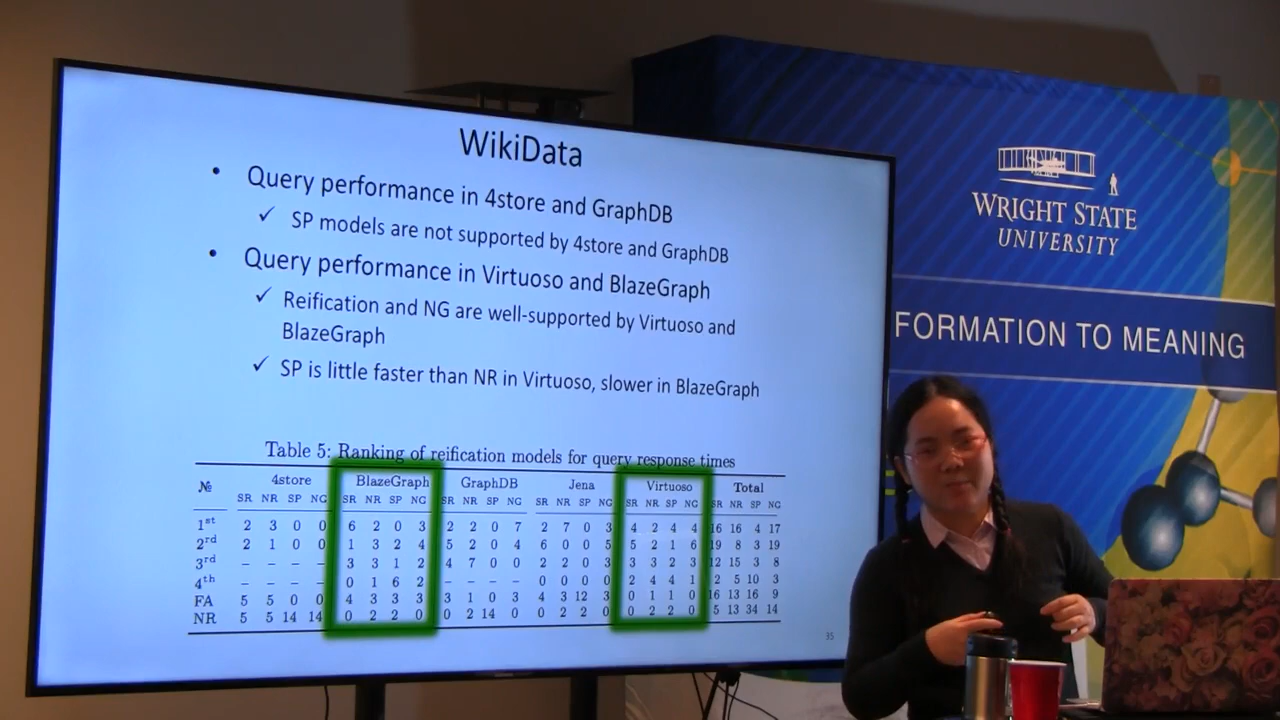 WikiData
• Query performance in 4store and GraphDB
✓ SP models are not supported by 4store and GraphDB
• Query performance in Virtuoso and BlazeGraph
✓ Reification and NG are well-supported by Virtuoso and
BlazeGraph
✓ SP is little faster than NR in Virtuoso, slower in BlazeGraph
Table 5: Ranking of reification models for query response times
№ 4store BlazeGraph GraphDB Jena Virtuoso Total
SR NR SP NG SR NR SP NG SR NR SP NG SR NR SP NG SR NR SP NG SR NR SP NG
1st 2 3 0 0 6 2 0 3 2 2 0 7 2 7 0 3 4 2 4 4 16 16 4 17
2rd 2 1 0 0 1 3 2 4 5 2 0 4 6 0 0 5 5 2 1 6 19 8 3 19
3rd – – – – 3 3 1 2 4 7 0 0 2 2 0 3 3 3 2 3 12 15 3 8
4th – – – – 0 1 6 2 – – – – 0 0 0 0 2 4 4 1 2 5 10 3
FA 5 5 0 0 4 3 3 3 3 1 0 3 4 3 12 3 0 1 1 0 16 13 16 9
NR 5 5 14 14 0 2 2 0 0 2 14 0 0 2 2 0 0 2 2 0 5 13 34 14
35
WRIGHT STATE
UNIVERSITY
FORMATION TO MEANING